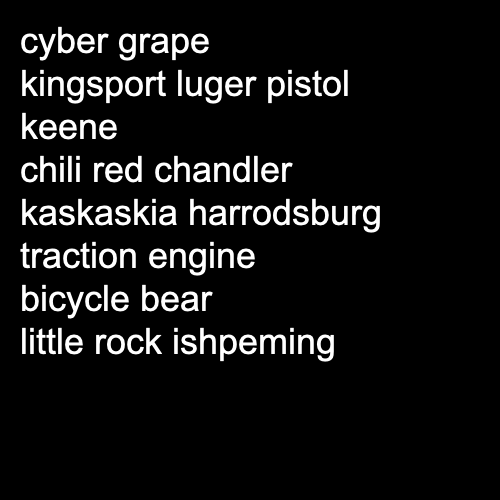 cyber grape
kingsport luger pistol
keene
chili red chandler
kaskaskia harrodsburg
traction engine
bicycle bear
little rock ishpeming